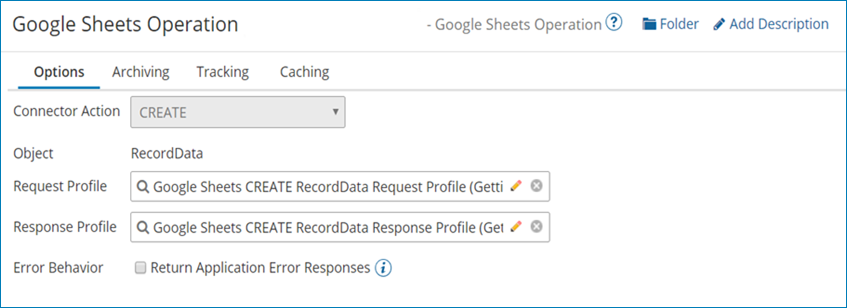 Google Sheets Operation
- Google Sheets Operation ? Folder Add Description
Options Archiving Tracking Caching
Connector Action CREATE
Object RecordData
Request Profile Google Sheets CREATE RecordData Request Profile (Getti
Response Profile Google Sheets CREATE RecordData Response Profile (Get
Error Behavior Return Application Error Responses i